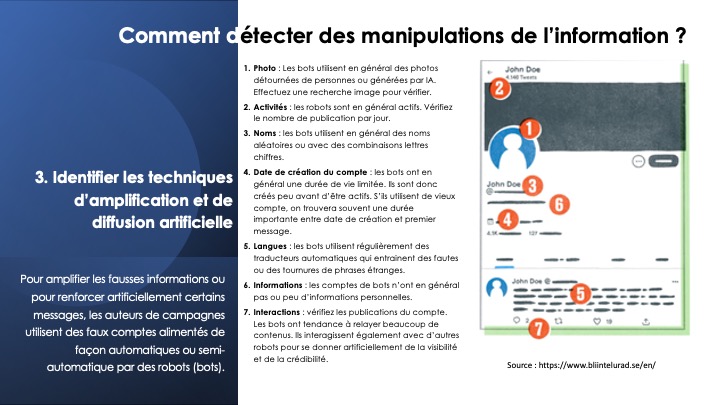 Comment détecter des manipulations de l'information ?
3. Identifier les techniques
d'amplification et de
diffusion artificielle
Pour amplifier les fausses informations ou
pour renforcer artificiellement certains
messages, les auteurs de campagnes
utilisent des faux comptes alimentés de
façon automatiques ou semi-
automatique par des robots (bots).
1. Photo : Les bots utilisent en général des photos
détournées de personnes ou générées par IA.
Effectuez une recherche image pour vérifier.
2. Activités : les robots sont en général actifs. Vérifiez
le nombre de publication par jour.
3. Noms : les bots utilisent en général des noms
aléatoires ou avec des combinaisons lettres
chiffres.
4. Date de création du compte : les bots ont en
général une durée de vie limitée. Ils sont donc
créés peu avant d'être actifs. S'ils utilisent de vieux
compte, on trouvera souvent une durée
importante entre date de création et premier
message.
5. Langues : les bots utilisent régulièrement des
traducteurs automatiques qui entrainent des fautes
ou des tournures de phrases étranges.
6. Informations : les comptes de bots n'ont en général
pas ou peu d'informations personnelles.
7. Interactions : vérifiez les publications du compte.
Les bots ont tendance à relayer beaucoup de
contenus. Ils interagissent également avec d'autres
robots pour se donner artificiellement de la visibilité
et de la crédibilité.
John Doe
4,146 Tweets
2
1
John Doe
3
6
4
John Doe @
5
7
Source : https://www.bliintelurad.se/en/